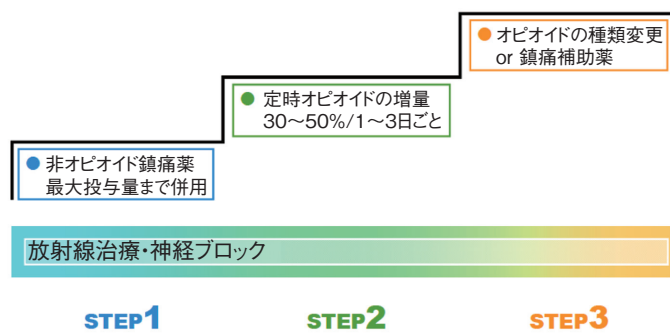 ● オピオイドの種類変更
or 鎮痛補助薬
● 定時オピオイドの増量
30〜50%/1〜3日ごと
● 非オピオイド鎮痛薬
最大投与量まで併用
放射線治療・神経ブロック
STEP1
STEP2
STEP3